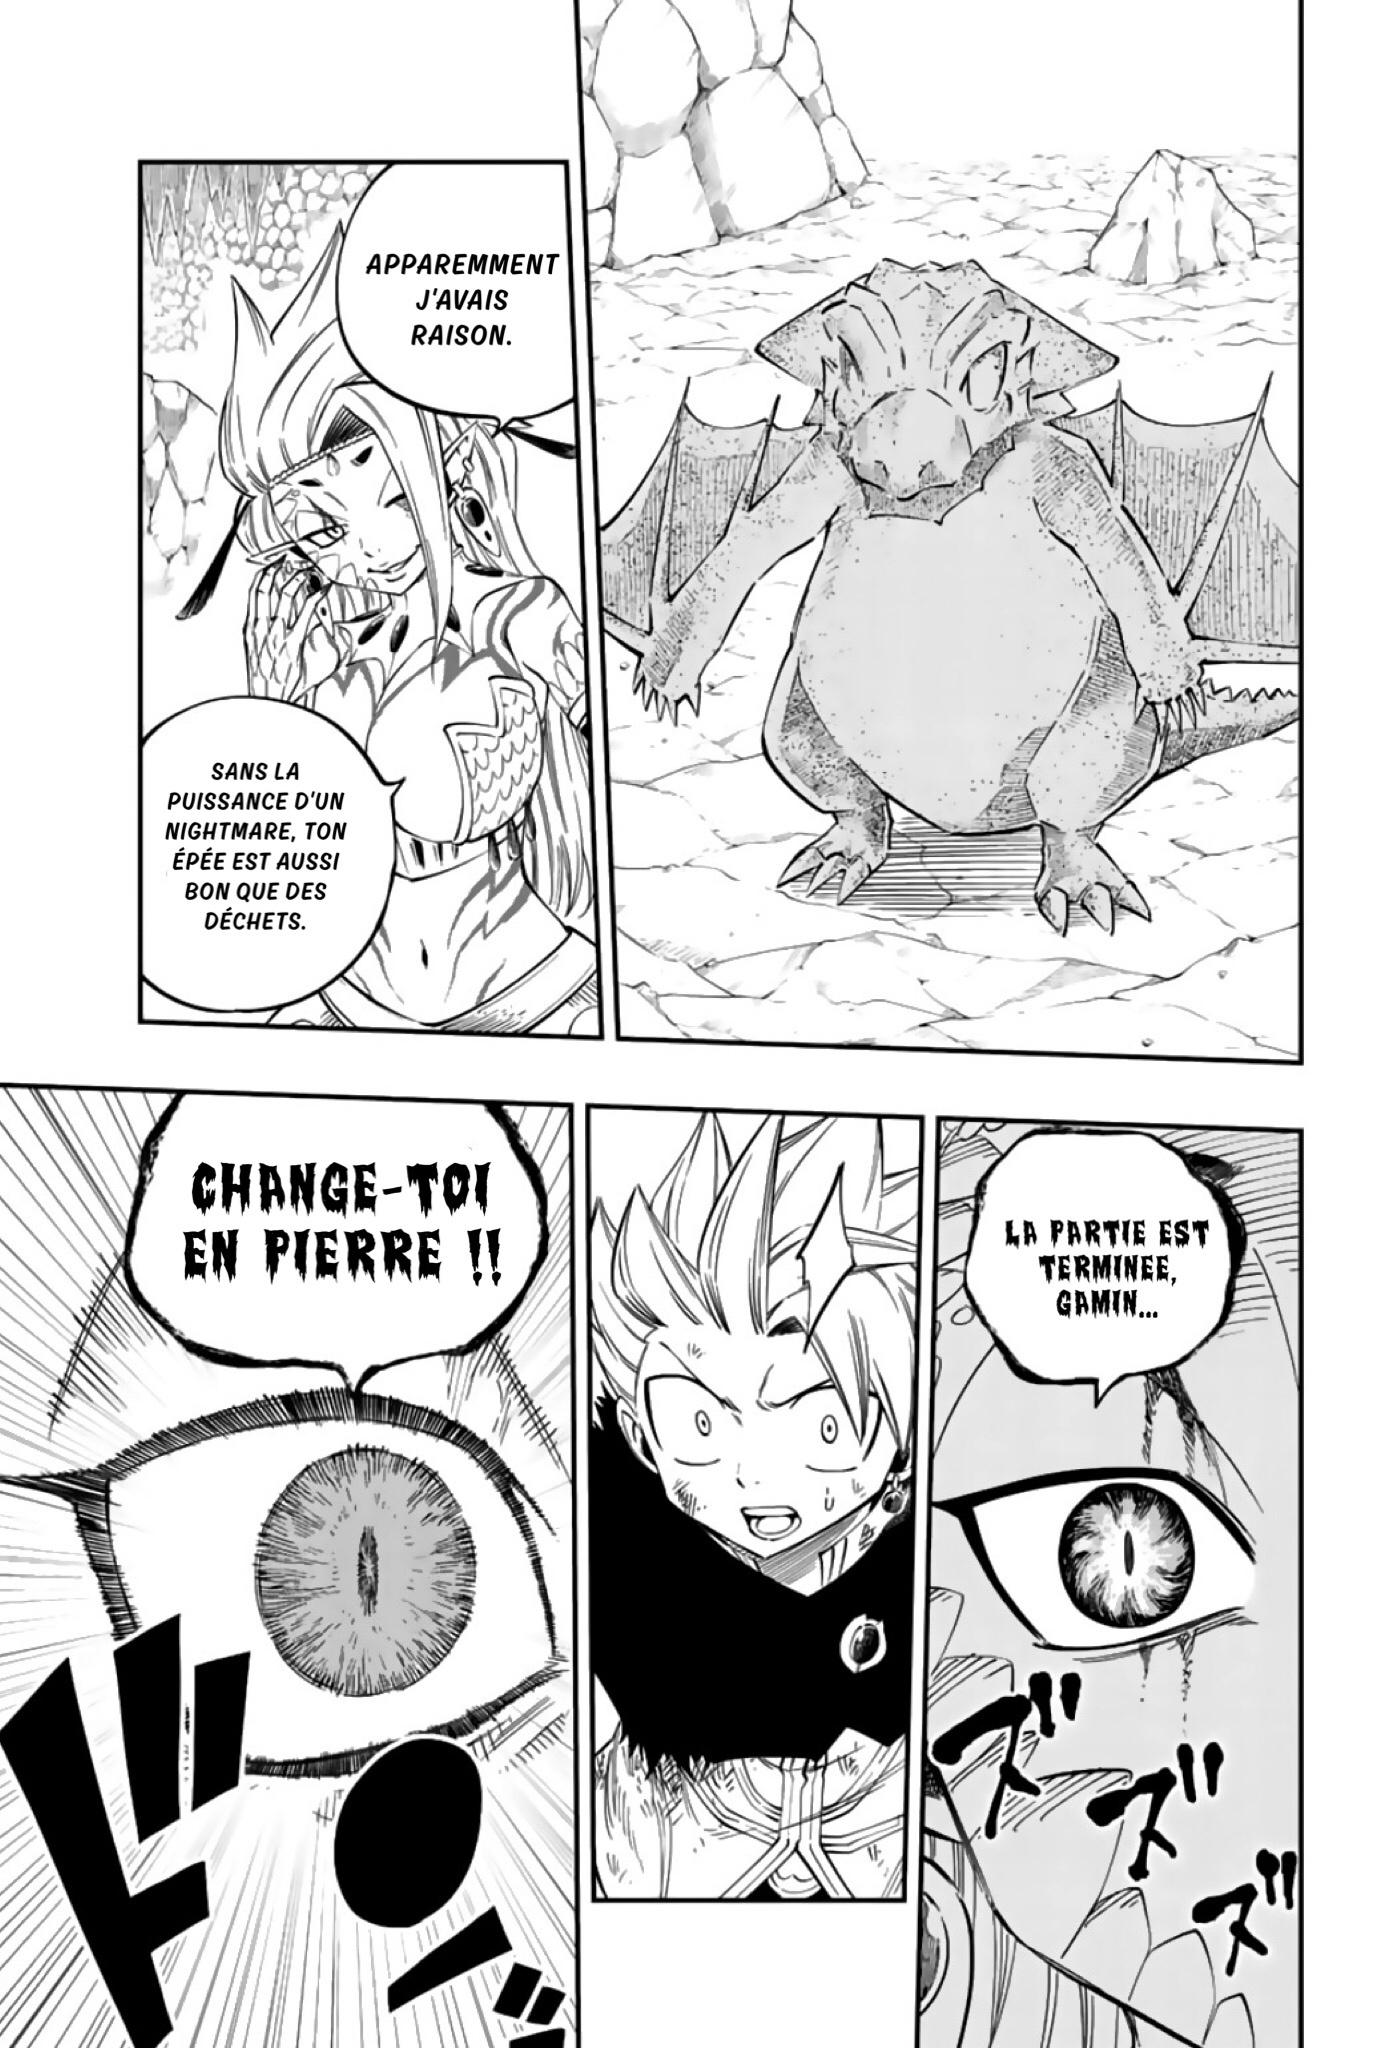 APPAREMMENT
J'AVAIS
RAISON.
SANS LA
PUISSANCE D'UN
NIGHTMARE, TON
ÉPÉE EST AUSSI
BON QUE DES
DÉCHETS.
LA PARTIE EST
TERMINEE,
GAMIN...
ズズズ
CHANGE-TOI
EN PIERRE !!
ドン